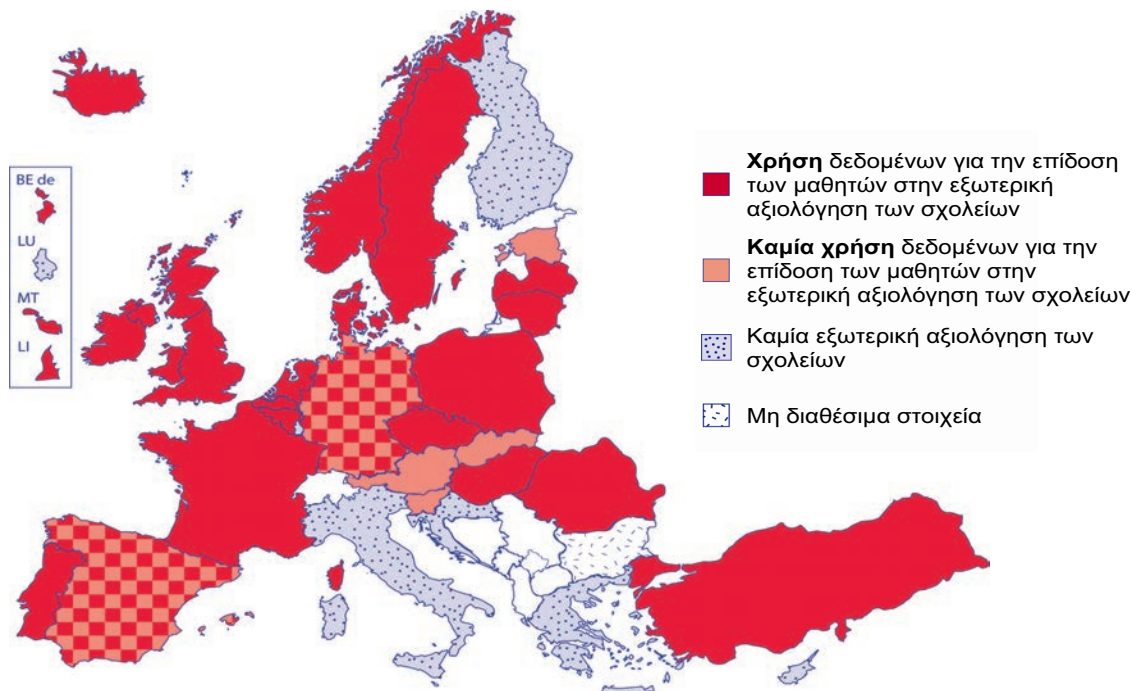 BE de
LU
MT
LI
Χρήση δεδομένων για την επίδοση
των μαθητών στην εξωτερική
αξιολόγηση των σχολείων
Καμία χρήση δεδομένων για την
επίδοση των μαθητών στην
εξωτερική αξιολόγηση των σχολείων
Καμία εξωτερική αξιολόγηση των
σχολείων
Μη διαθέσιμα στοιχεία